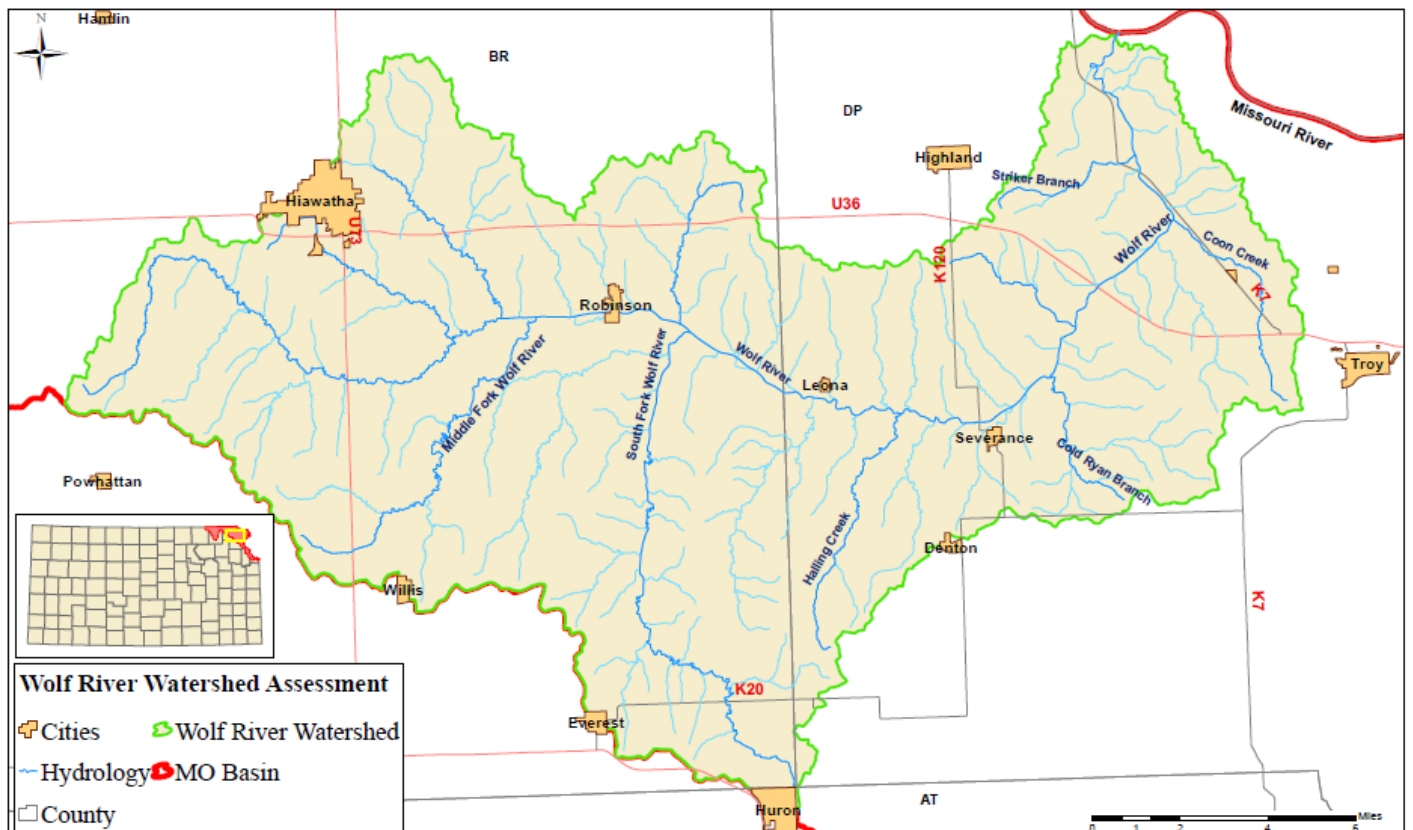 N
Hamlin
BR
DP
Missouri River
Highland
Striker Branch
Hiawatha
U73
U36
Wolf River
Coon Creek
K120
K7
Robinson
Troy
Middle Fork Wolf River
South Fork Wolf River
Wolf River
Leona
Severance
Cold Ryan Branch
Powhattan
Halling Creek
Denton
Willis
K7
K20
Everest
Huron
AT
Wolf River Watershed Assessment
Cities
Wolf River Watershed
Hydrology
MO Basin
County
Miles
0 1 2 4 6